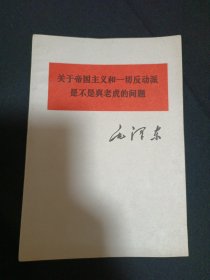 关于帝国主义和一切反动派
是不是真老虎的问题
毛泽东